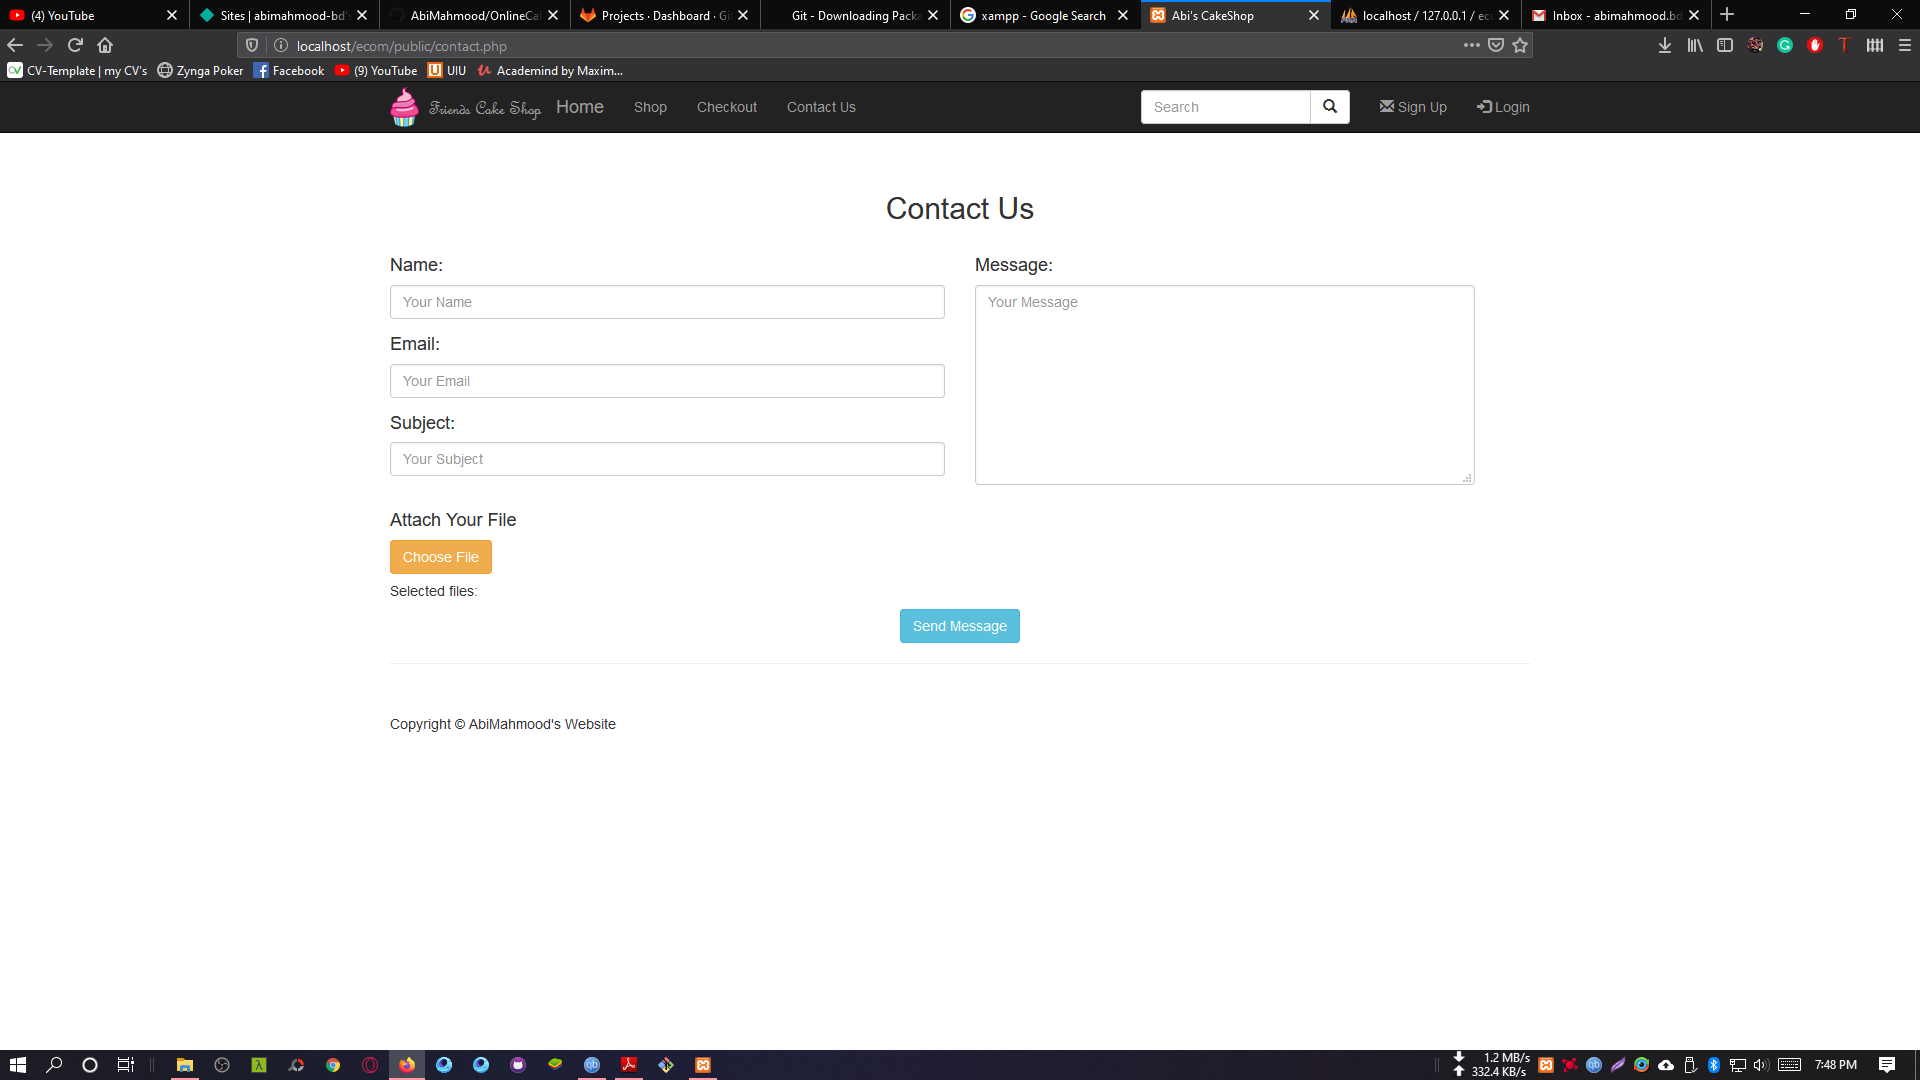 (4) YouTube
Sites | abimahmood-bd's
AbiMahmood/OnlineCa
Projects · Dashboard · Gi
Git - Downloading Packa
xampp - Google Search
Abi's CakeShop
localhost / 127.0.0.1 / ec
Inbox - abimahmood.bd
localhost/ecom/public/contact.php
CV-Template | my CV's
Zynga Poker
Facebook
(9) YouTube
UIU
Academind by Maxim...
Friends Cake Shop
Home
Shop
Checkout
Contact Us
Search
Sign Up
Login
Contact Us
Name:
Your Name
Email:
Your Email
Subject:
Your Subject
Message:
Your Message
Attach Your File
Choose File
Selected files:
Send Message
Copyright © AbiMahmood's Website
1.2 MB/s
332.4 KB/s
7:48 PM